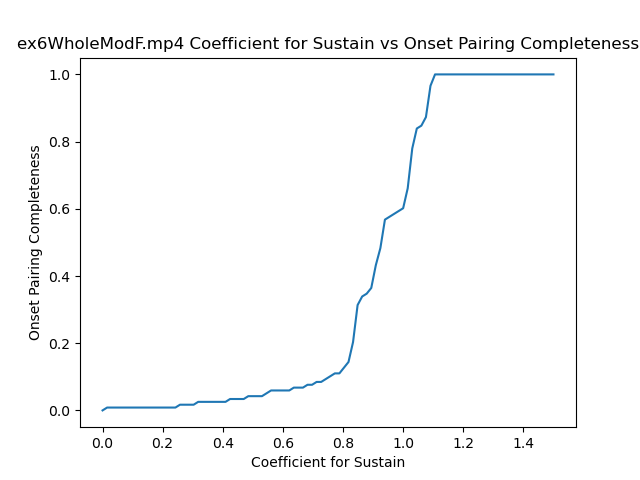 ex6WholeModF.mp4 Coefficient for Sustain vs Onset Pairing Completeness
1.0
0.8
0.6
0.4
0.2
0.0
Onset Pairing Completeness
0.0 0.2 0.4 0.6 0.8 1.0 1.2 1.4
Coefficient for Sustain